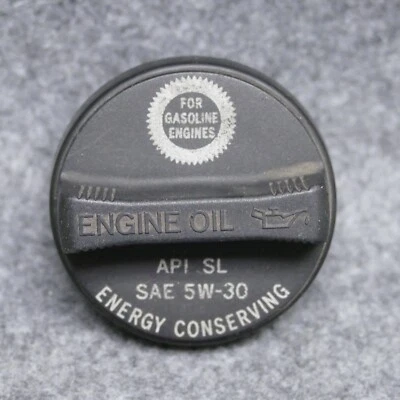 FOR
GASOLINE
ENGINES
ENGINE OIL
API SL
SAE 5W-30
ENERGY CONSERVING